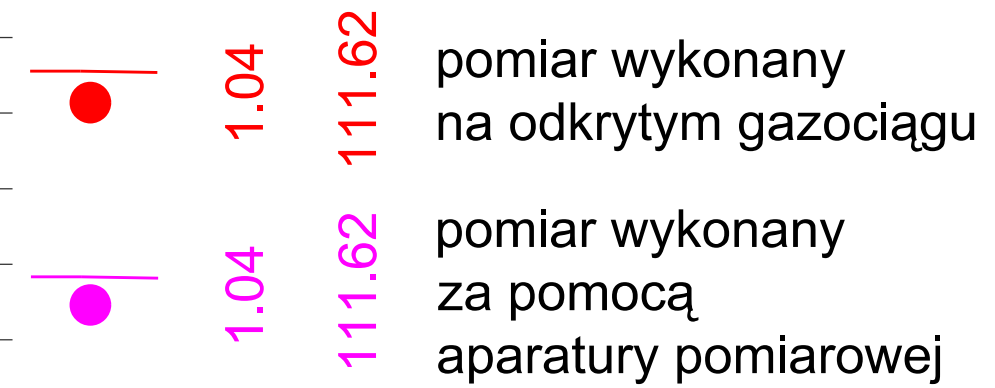 1.04 111.62 pomiar wykonany
na odkrytym gazociągu
1.04 111.62 pomiar wykonany
za pomocą
aparatury pomiarowej